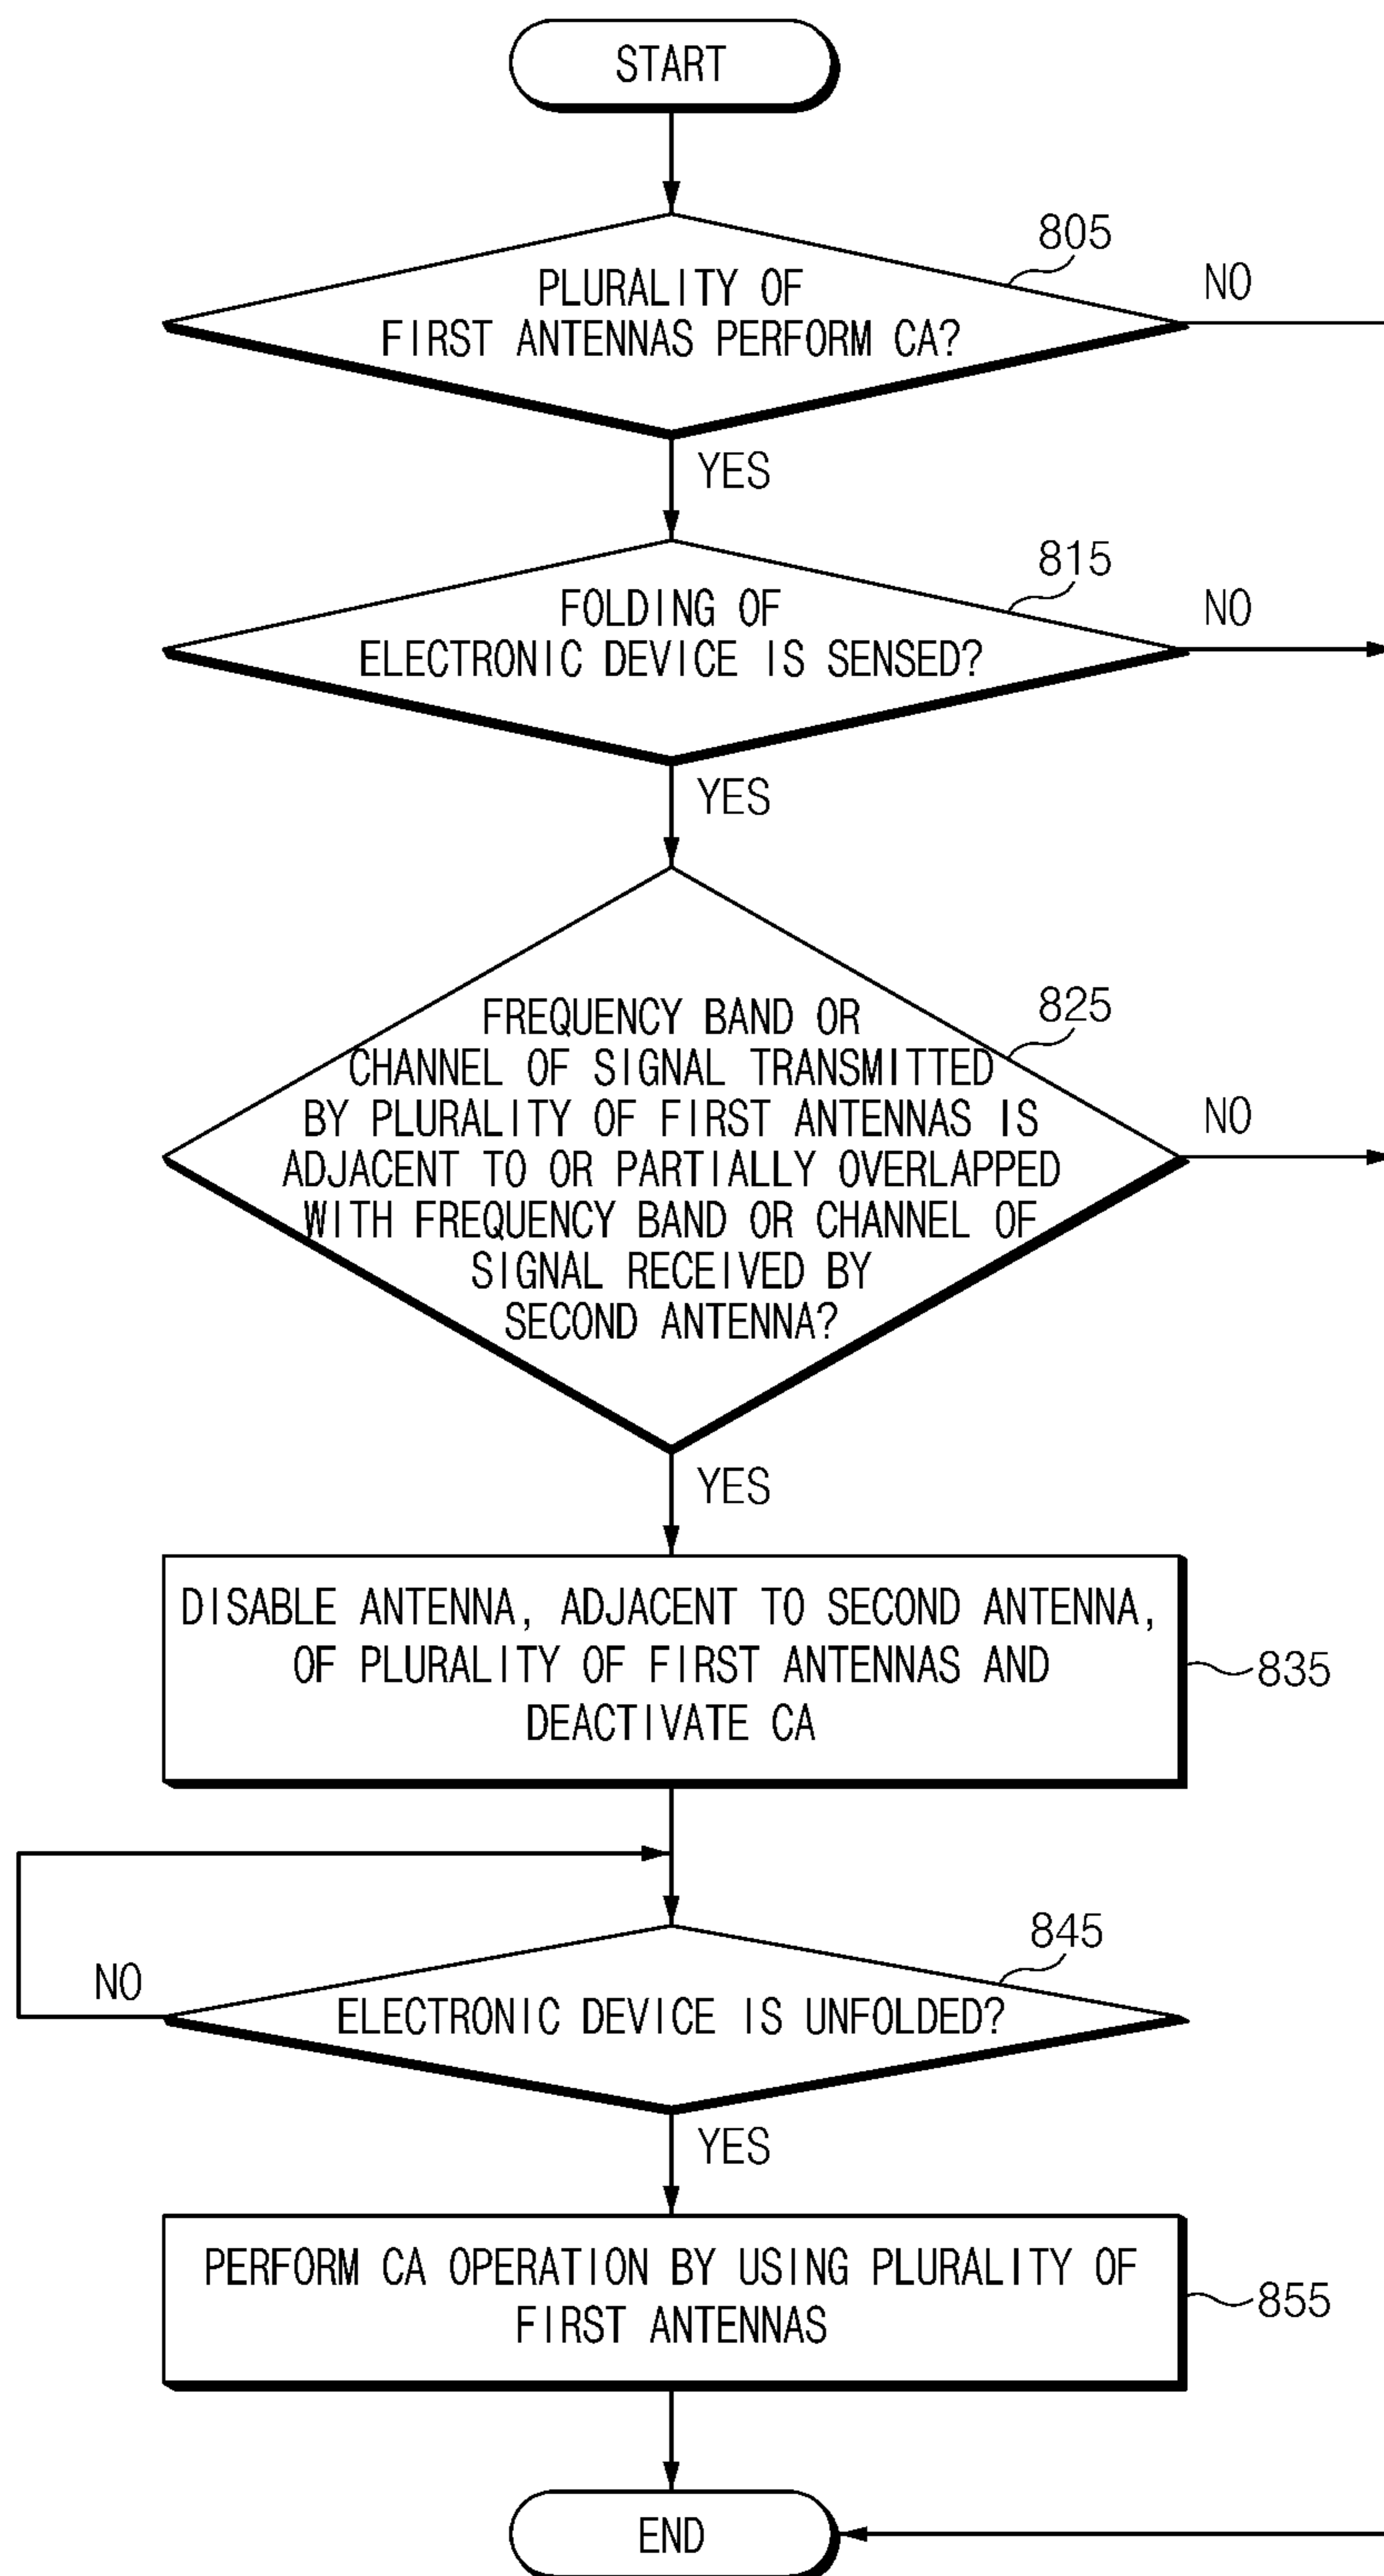 START
805
PLURALITY OF
FIRST ANTENNAS PERFORM CA?
NO
YES
815
FOLDING OF
ELECTRONIC DEVICE IS SENSED?
NO
YES
825
FREQUENCY BAND OR
CHANNEL OF SIGNAL TRANSMITTED
BY PLURALITY OF FIRST ANTENNAS IS
ADJACENT TO OR PARTIALLY OVERLAPPED
WITH FREQUENCY BAND OR CHANNEL OF
SIGNAL RECEIVED BY
SECOND ANTENNA?
NO
YES
DISABLE ANTENNA, ADJACENT TO SECOND ANTENNA,
OF PLURALITY OF FIRST ANTENNAS AND
DEACTIVATE CA
835
845
NO
ELECTRONIC DEVICE IS UNFOLDED?
YES
PERFORM CA OPERATION BY USING PLURALITY OF
FIRST ANTENNAS
855
END